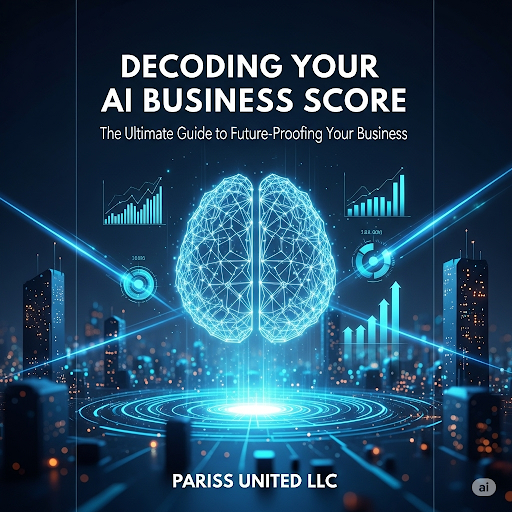 DECODING YOUR
AI BUSINESS SCORE
The Ultimate Guide to Future-Proofing Your Business
PARISS UNITED LLC
ai